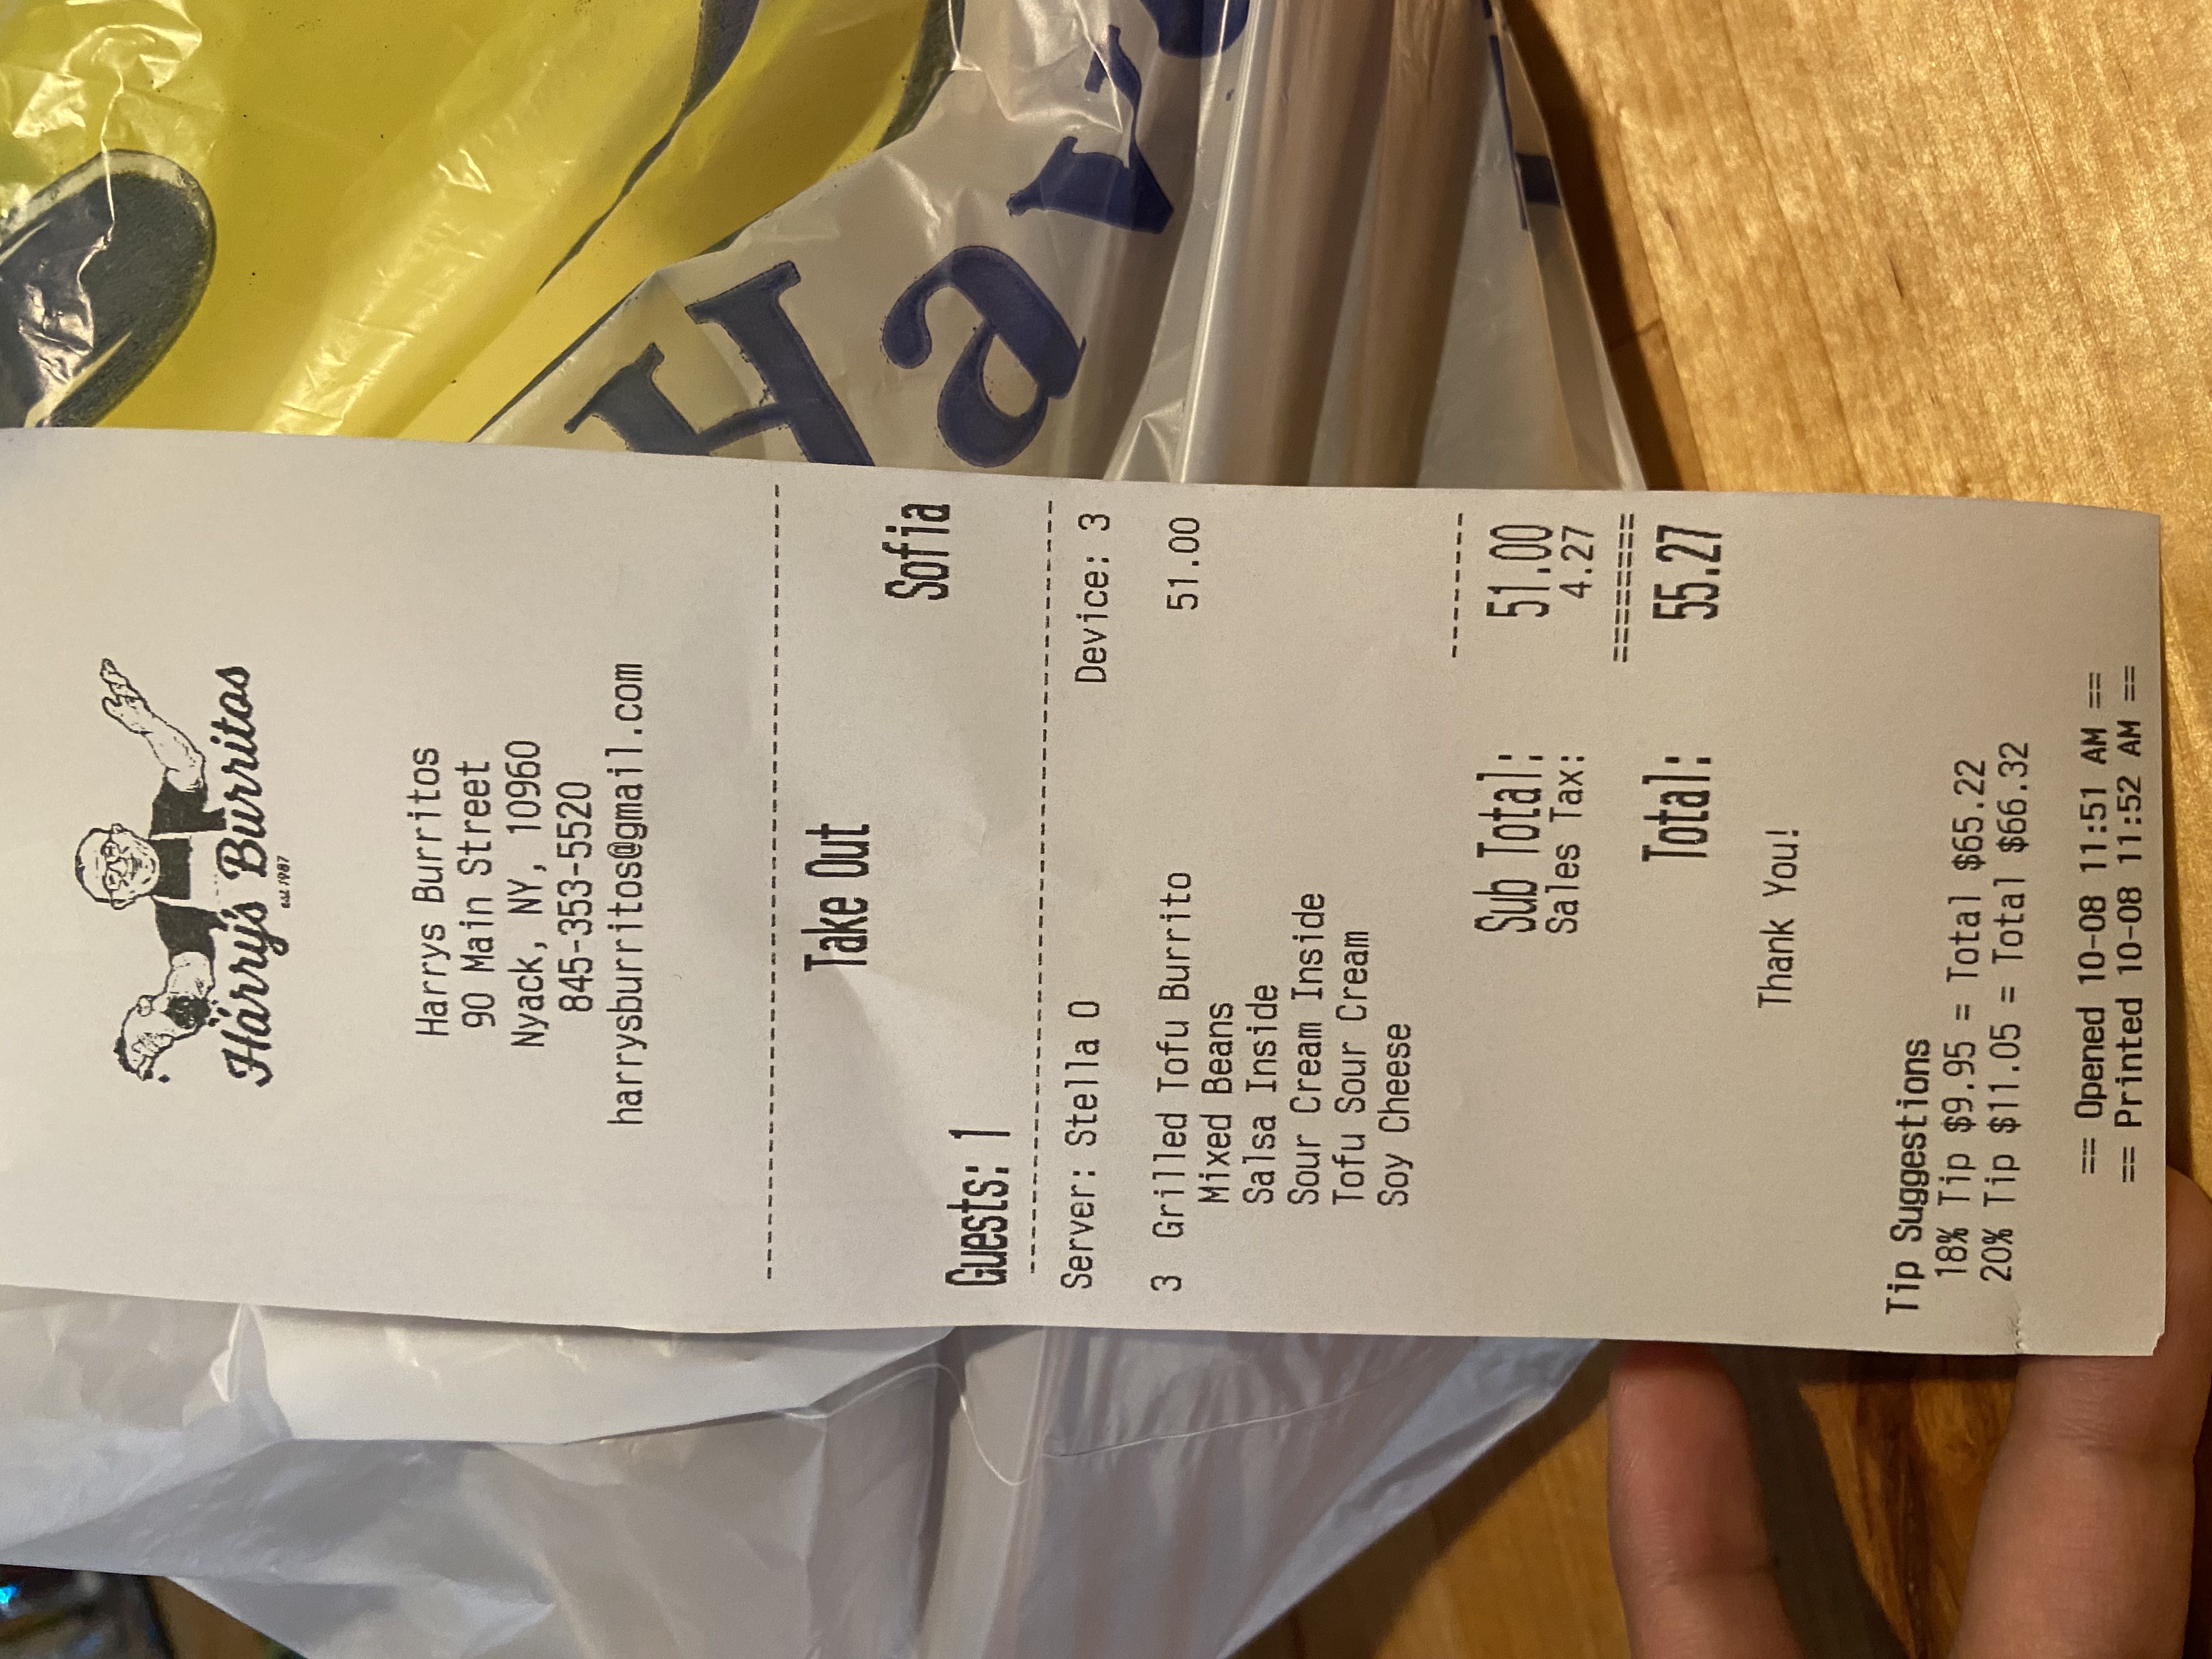 Harry's Burritos
est 1987
Harrys Burritos
90 Main Street
Nyack, NY, 10960
845-353-5520
harrysburritos@gmail.com
Take Out
Sofia
Guests: 1
Server: Stella O
Device: 3
3 Grilled Tofu Burrito 51.00
Mixed Beans
Salsa Inside
Sour Cream Inside
Tofu Sour Cream
Soy Cheese
Sub Total: 51.00
Sales Tax: 4.27
========
Total: 55.27
Thank You!
Tip Suggestions
18% Tip $9.95 = Total $65.22
20% Tip $11.05 = Total $66.32
== Opened 10-08 11:51 AM ==
== Printed 10-08 11:52 AM ==